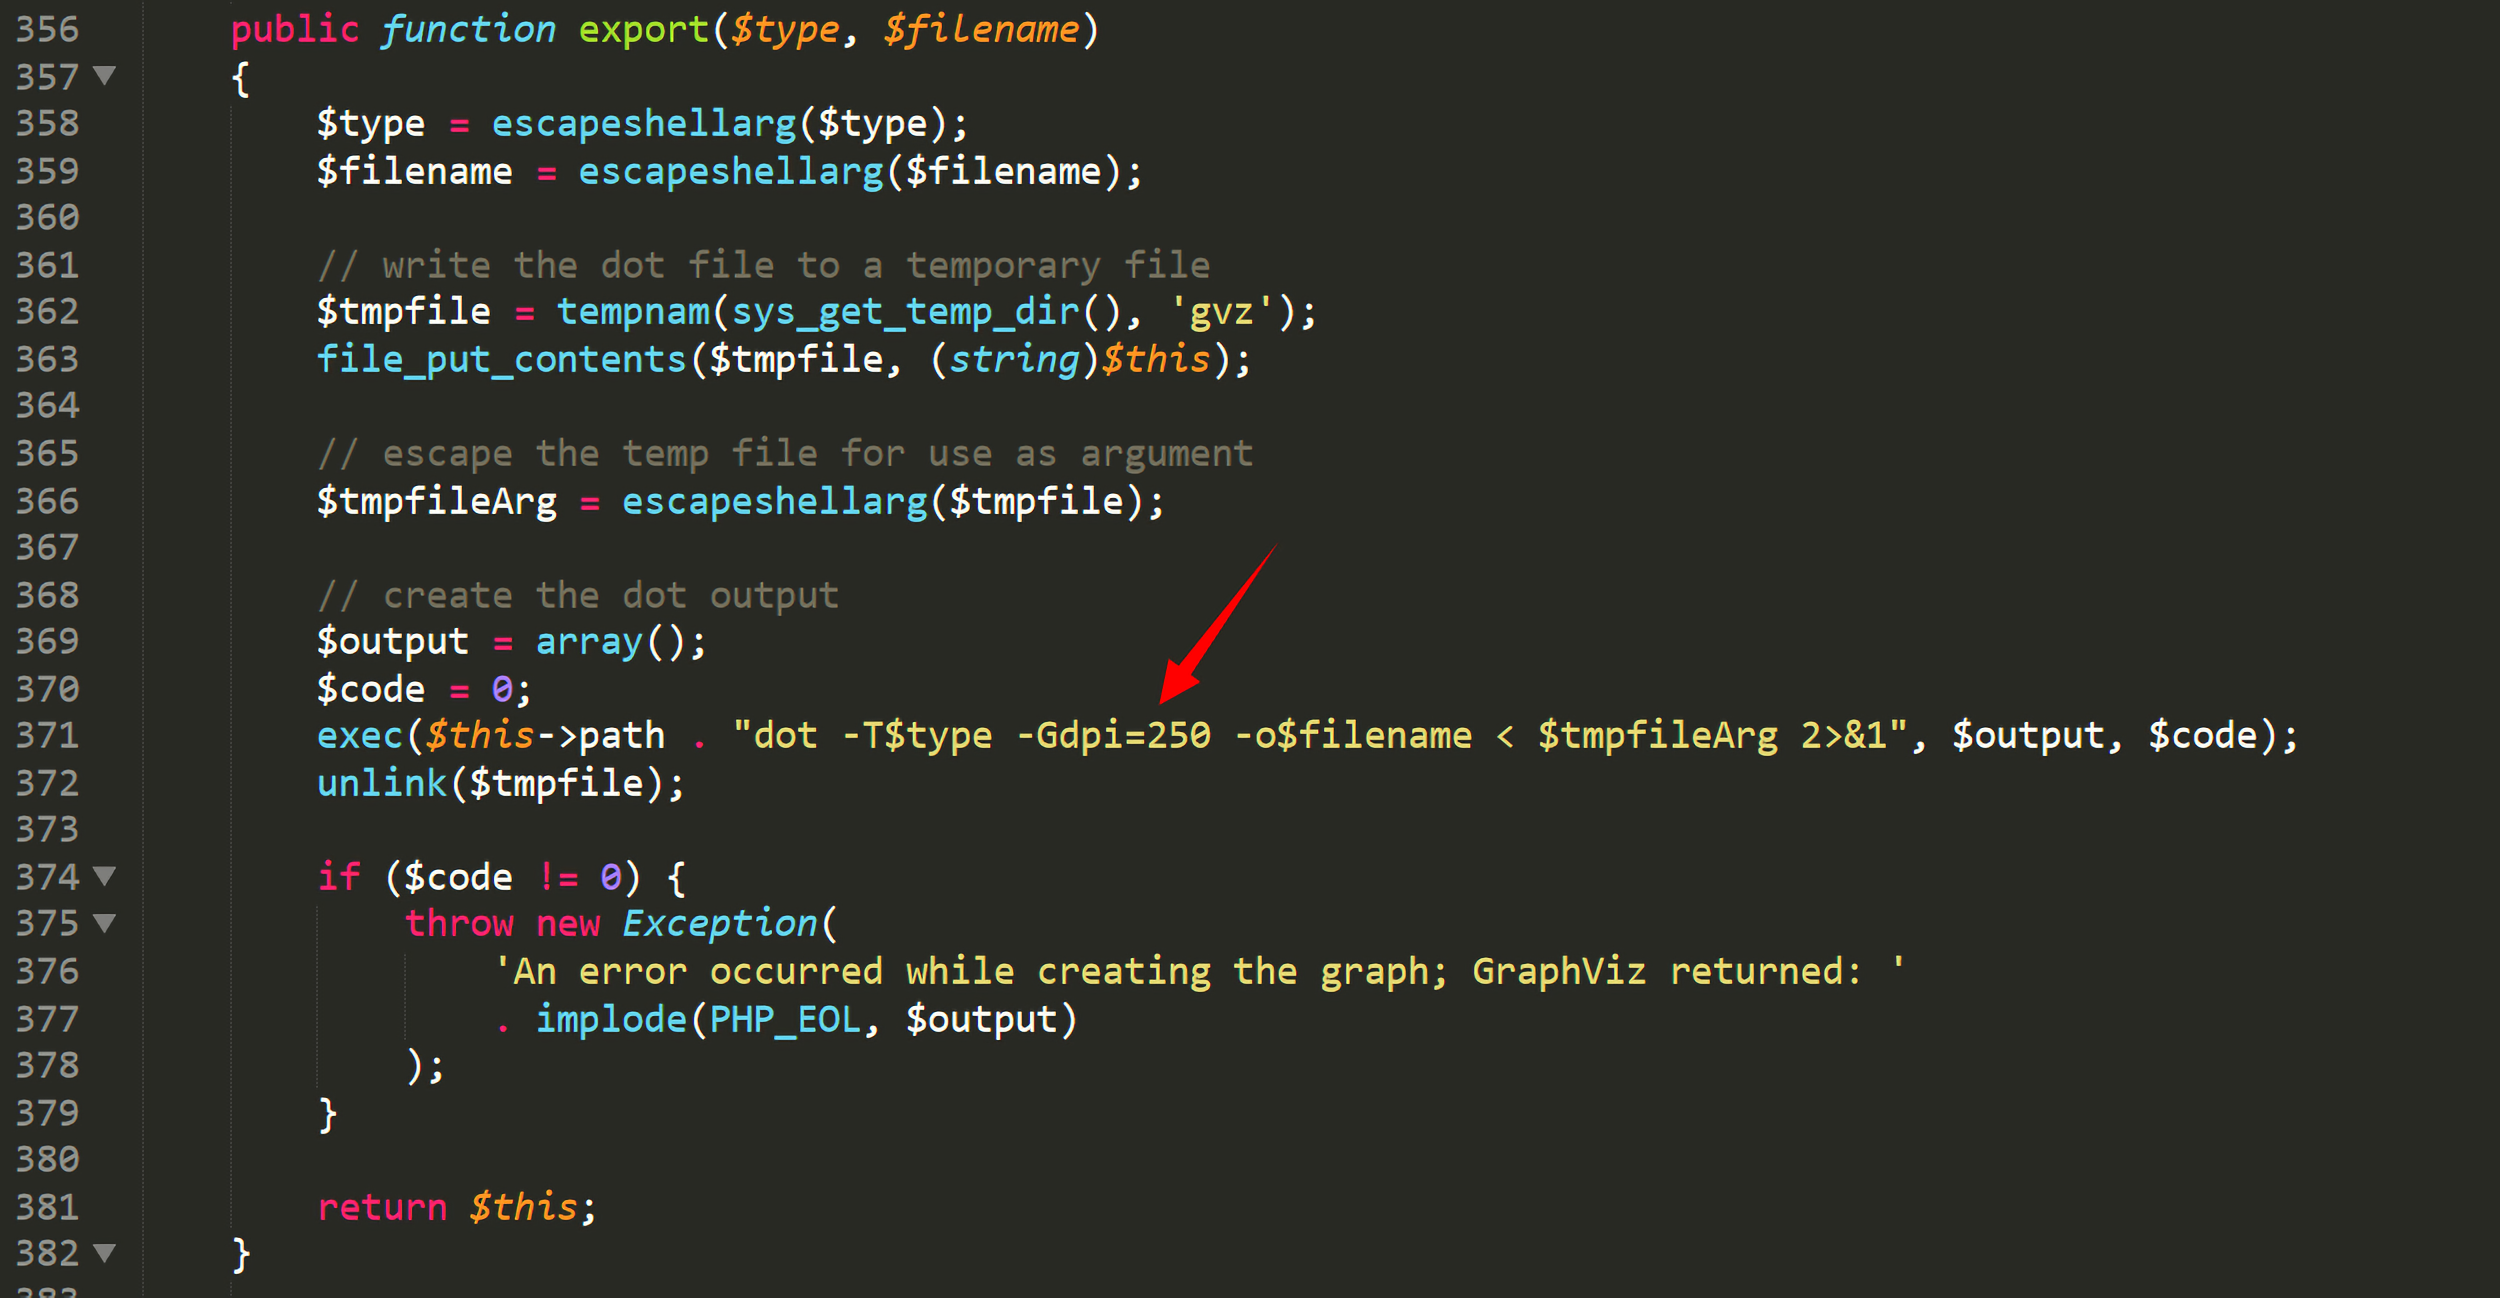 356 public function export($type, $filename)
357 {
358 $type = escapeshellarg($type);
359 $filename = escapeshellarg($filename);
360
361 // write the dot file to a temporary file
362 $tmpfile = tempnam(sys_get_temp_dir(), 'gvz');
363 file_put_contents($tmpfile, (string)$this);
364
365 // escape the temp file for use as argument
366 $tmpfileArg = escapeshellarg($tmpfile);
367
368 // create the dot output
369 $output = array();
370 $code = 0;
371 exec($this->path . "dot -T$type -Gdpi=250 -o$filename < $tmpfileArg 2>&1", $output, $code);
372 unlink($tmpfile);
373
374 if ($code != 0) {
375 throw new Exception(
376 'An error occurred while creating the graph; GraphViz returned: '
377 . implode(PHP_EOL, $output)
378 );
379 }
380
381 return $this;
382 }
383